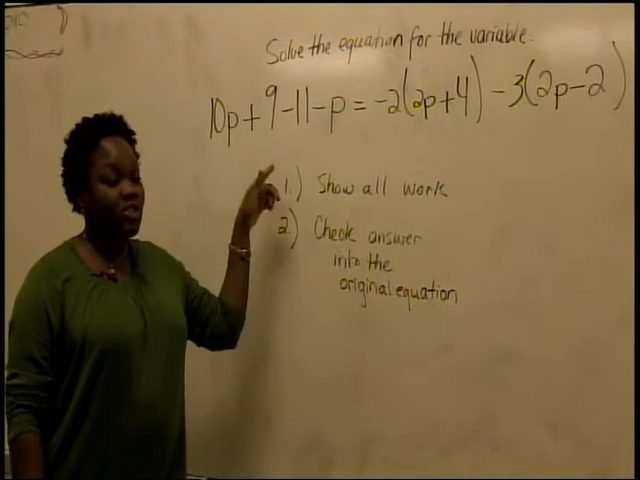 Solve the equation for the variable.
10p + 9 - 11 - p = -2(2p+4) - 3(2p-2)
1.) Show all work
2.) Check answer
into the
original equation